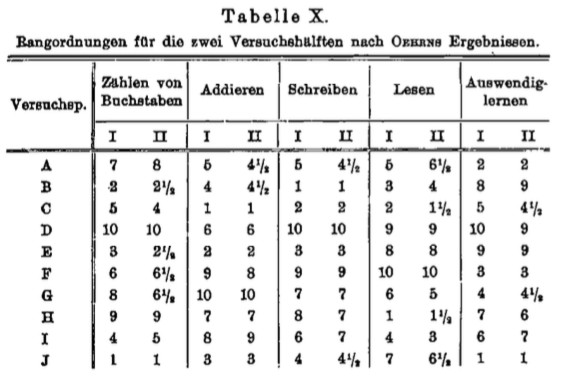 Tabelle X.
Rangordnungen für die zwei Versuchshälften nach OEHRNS Ergebnissen.
Versuchsp. Zählen von Buchstaben Addieren Schreiben Lesen Auswendig-lernen
I II I II I II I II I II
A 7 8 5 4½ 5 4½ 5 6½ 2 2
B 2 2½ 4 4½ 1 1 3 4 8 9
C 5 4 1 1 2 2 2 1½ 5 4½
D 10 10 6 6 10 10 9 9 10 9
E 3 2½ 2 2 3 3 8 8 9 9
F 6 6½ 9 8 9 9 10 10 3 3
G 8 6½ 10 10 7 7 6 5 4 4½
H 9 9 7 7 8 7 1 1½ 7 6
I 4 5 8 9 6 7 4 3 6 7
J 1 1 3 3 4 4½ 7 6½ 1 1